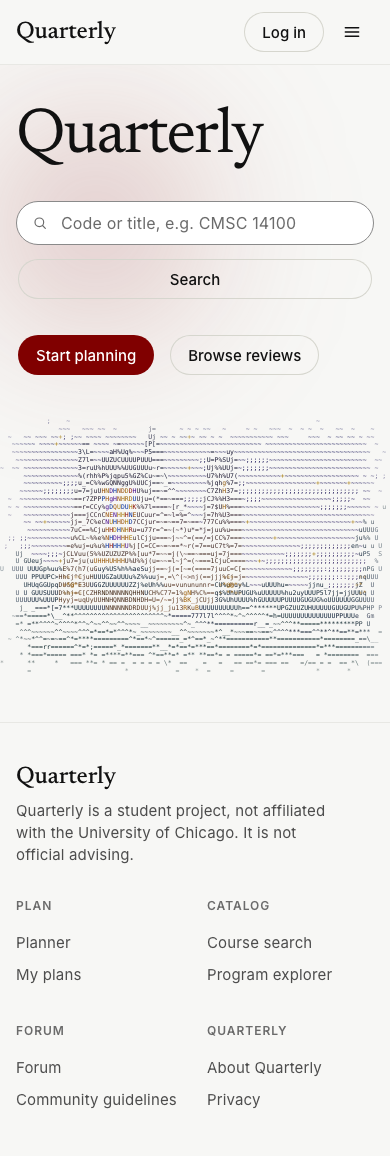 Quarterly
Log in
Quarterly
Code or title, e.g. CMSC 14100
Search
Start planning
Browse reviews
Quarterly
Quarterly is a student project, not affiliated
with the University of Chicago. It is not
official advising.
PLAN
CATALOG
Planner
Course search
My plans
Program explorer
FORUM
QUARTERLY
Forum
About Quarterly
Community guidelines
Privacy